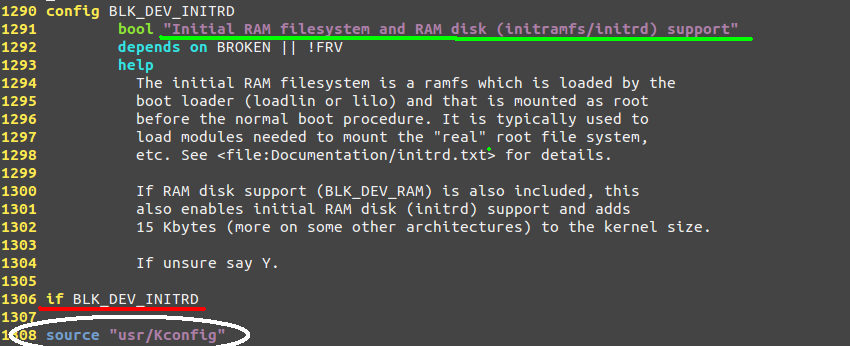 1290 config BLK_DEV_INITRD
1291 bool "Initial RAM filesystem and RAM disk (initramfs/initrd) support"
1292 depends on BROKEN || !FRV
1293 help
1294 The initial RAM filesystem is a ramfs which is loaded by the
1295 boot loader (loadlin or lilo) and that is mounted as root
1296 before the normal boot procedure. It is typically used to
1297 load modules needed to mount the "real" root file system,
1298 etc. See <file:Documentation/initrd.txt> for details.
1299
1300 If RAM disk support (BLK_DEV_RAM) is also included, this
1301 also enables initial RAM disk (initrd) support and adds
1302 15 Kbytes (more on some other architectures) to the kernel size.
1303
1304 If unsure say Y.
1305
1306 if BLK_DEV_INITRD
1307
1308 source "usr/Kconfig"